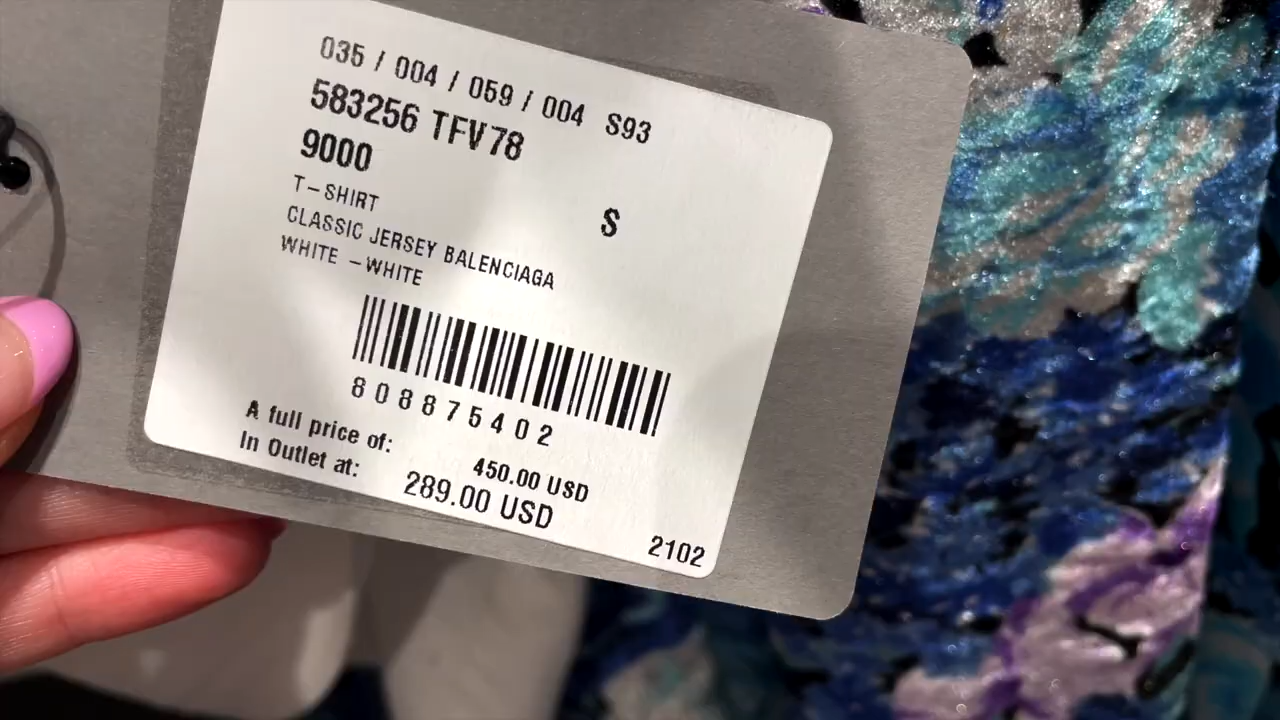 035 / 004 / 059 / 004 S93
583256 TFV78
9000
S
T-SHIRT
CLASSIC JERSEY BALENCIAGA
WHITE -WHITE
808875402
A full price of: 450.00 USD
In Outlet at: 289.00 USD
2102